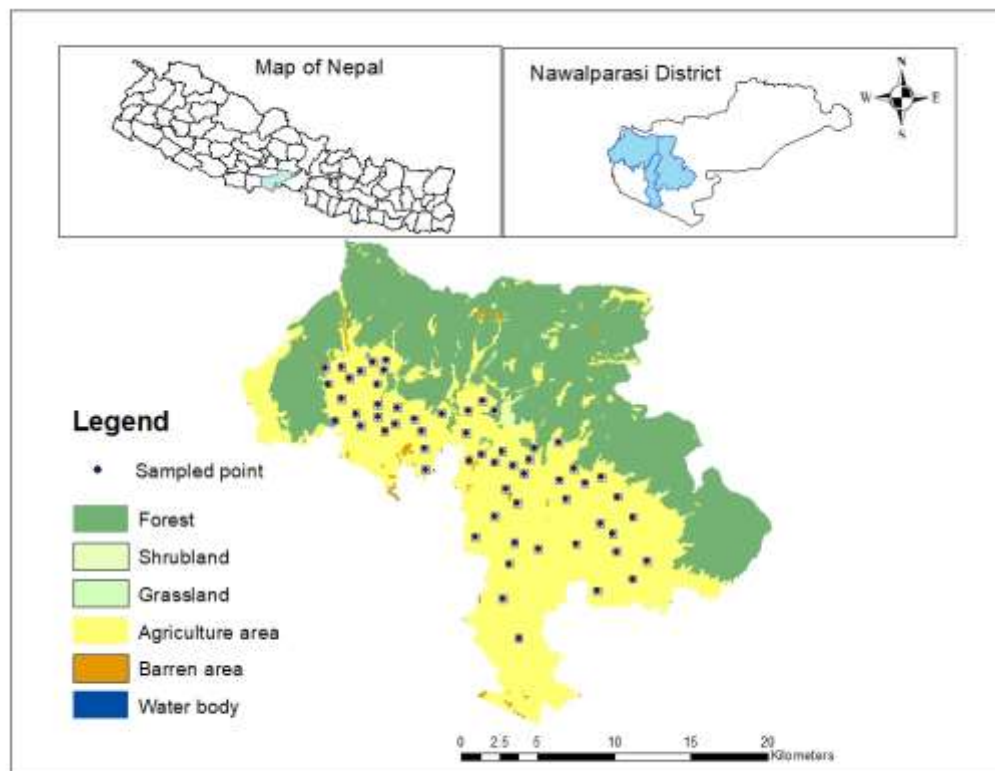 Map of Nepal
Nawalparasi District
N
W E
S
Legend
Sampled point
Forest
Shrubland
Grassland
Agriculture area
Barren area
Water body
0 2.5 5 10 15 20
Kilometers